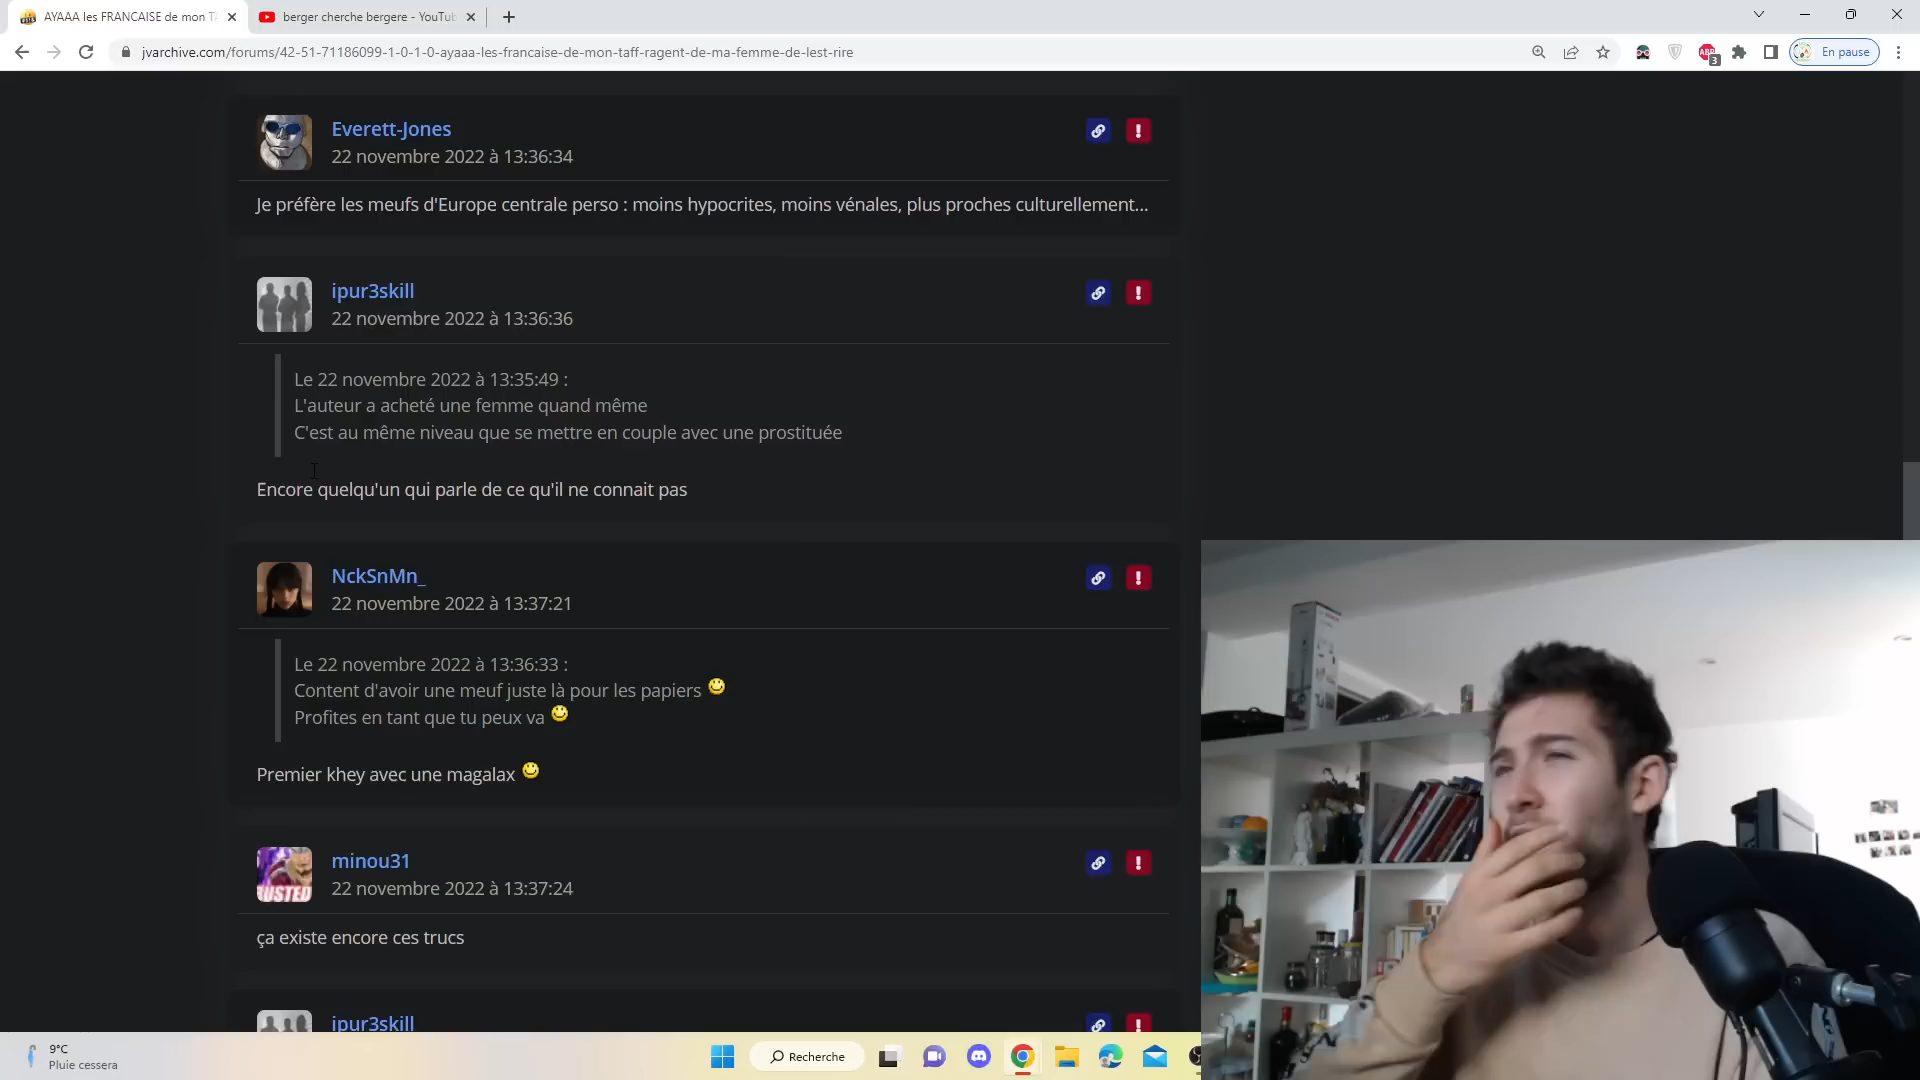 AYAAA les FRANCAISE de mon TA
berger cherche bergere - YouTub
jvarchive.com/forums/42-51-71186099-1-0-1-0-ayaaa-les-francaise-de-mon-taff-ragent-de-ma-femme-de-lest-rire
ABP
3
En pause
Everett-Jones
22 novembre 2022 à 13:36:34
Je préfère les meufs d'Europe centrale perso : moins hypocrites, moins vénales, plus proches culturellement...
ipur3skill
22 novembre 2022 à 13:36:36
Le 22 novembre 2022 à 13:35:49 :
L'auteur a acheté une femme quand même
C'est au même niveau que se mettre en couple avec une prostituée
Encore quelqu'un qui parle de ce qu'il ne connait pas
NckSnMn_
22 novembre 2022 à 13:37:21
Le 22 novembre 2022 à 13:36:33 :
Content d'avoir une meuf juste là pour les papiers
Profites en tant que tu peux va
Premier khey avec une magalax
minou31
22 novembre 2022 à 13:37:24
BUSTED
ça existe encore ces trucs
ipur3skill
9°C
Pluie cessera
Recherche